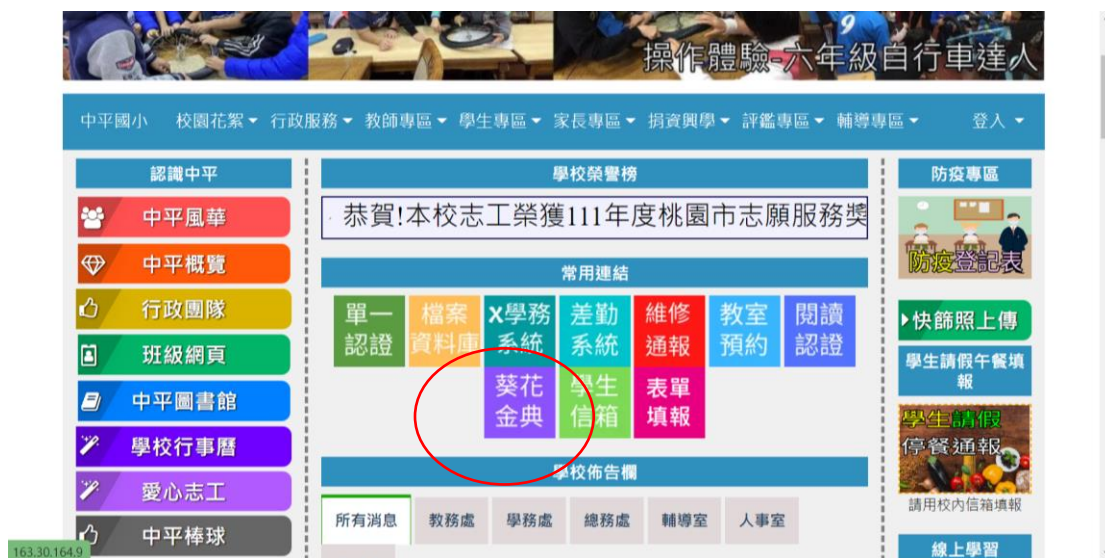 9
操作體驗-六年級自行車達人
中平國小 校園花絮 行政服務 教師專區 學生專區 家長專區 捐資興學 評鑑專區 輔導專區 登入
認識中平
中平風華
中平概覽
行政團隊
班級網頁
中平圖書館
學校行事曆
愛心志工
中平棒球
學校榮譽榜
恭賀!本校志工榮獲111年度桃園市志願服務獎
常用連結
單一
認證
檔案
資料庫
X學務
系統
差勤
系統
維修
通報
教室
預約
閱讀
認證
葵花
金典
學生
信箱
表單
填報
學校佈告欄
所有消息 教務處 學務處 總務處 輔導室 人事室
防疫專區
防疫登記表
快篩照上傳
學生請假午餐填
報
學生請假
停餐通報
請用校內信箱填報
線上學習
163.30.164.9